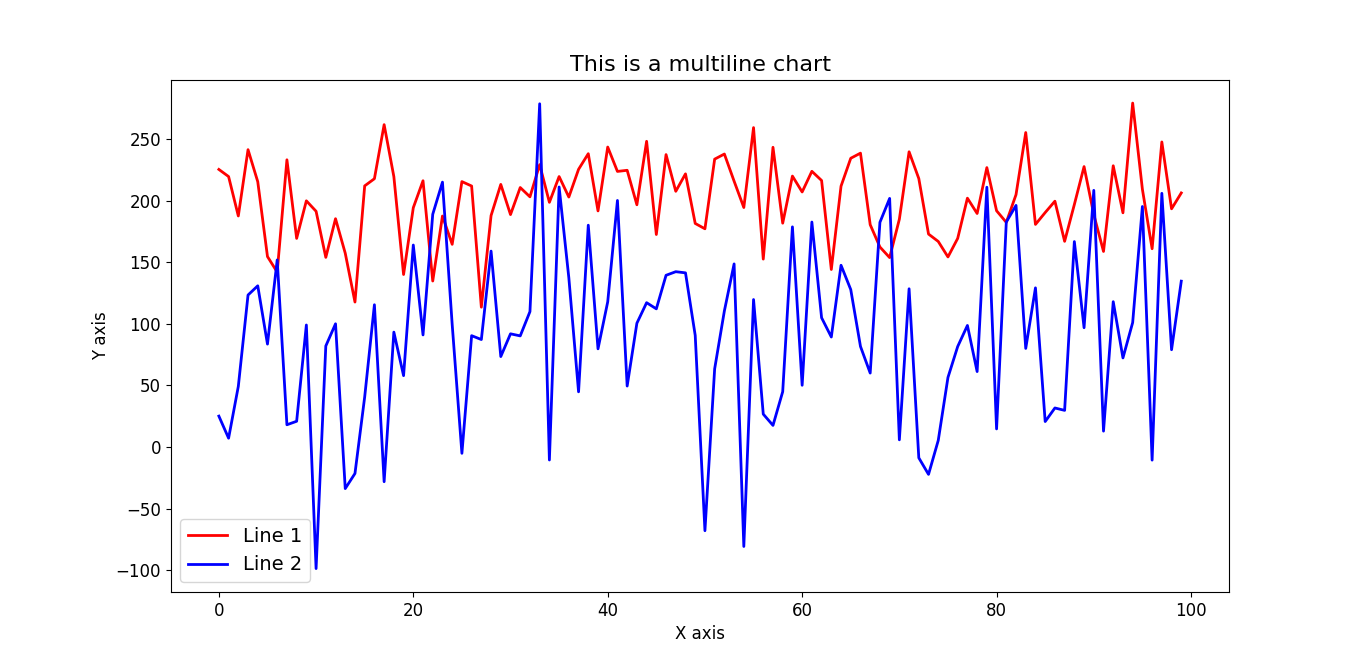 This is a multiline chart
Y axis
250
200
150
100
50
0
−50
−100
Line 1
Line 2
0 20 40 60 80 100
X axis